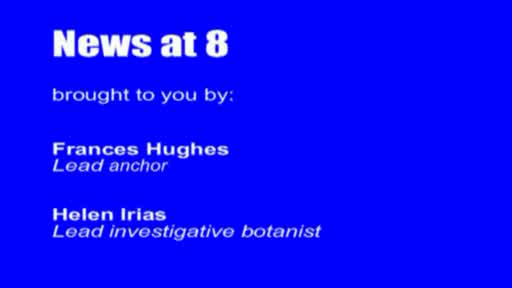 News at 8
brought to you by:
Frances Hughes
Lead anchor
Helen Irias
Lead investigative botanist